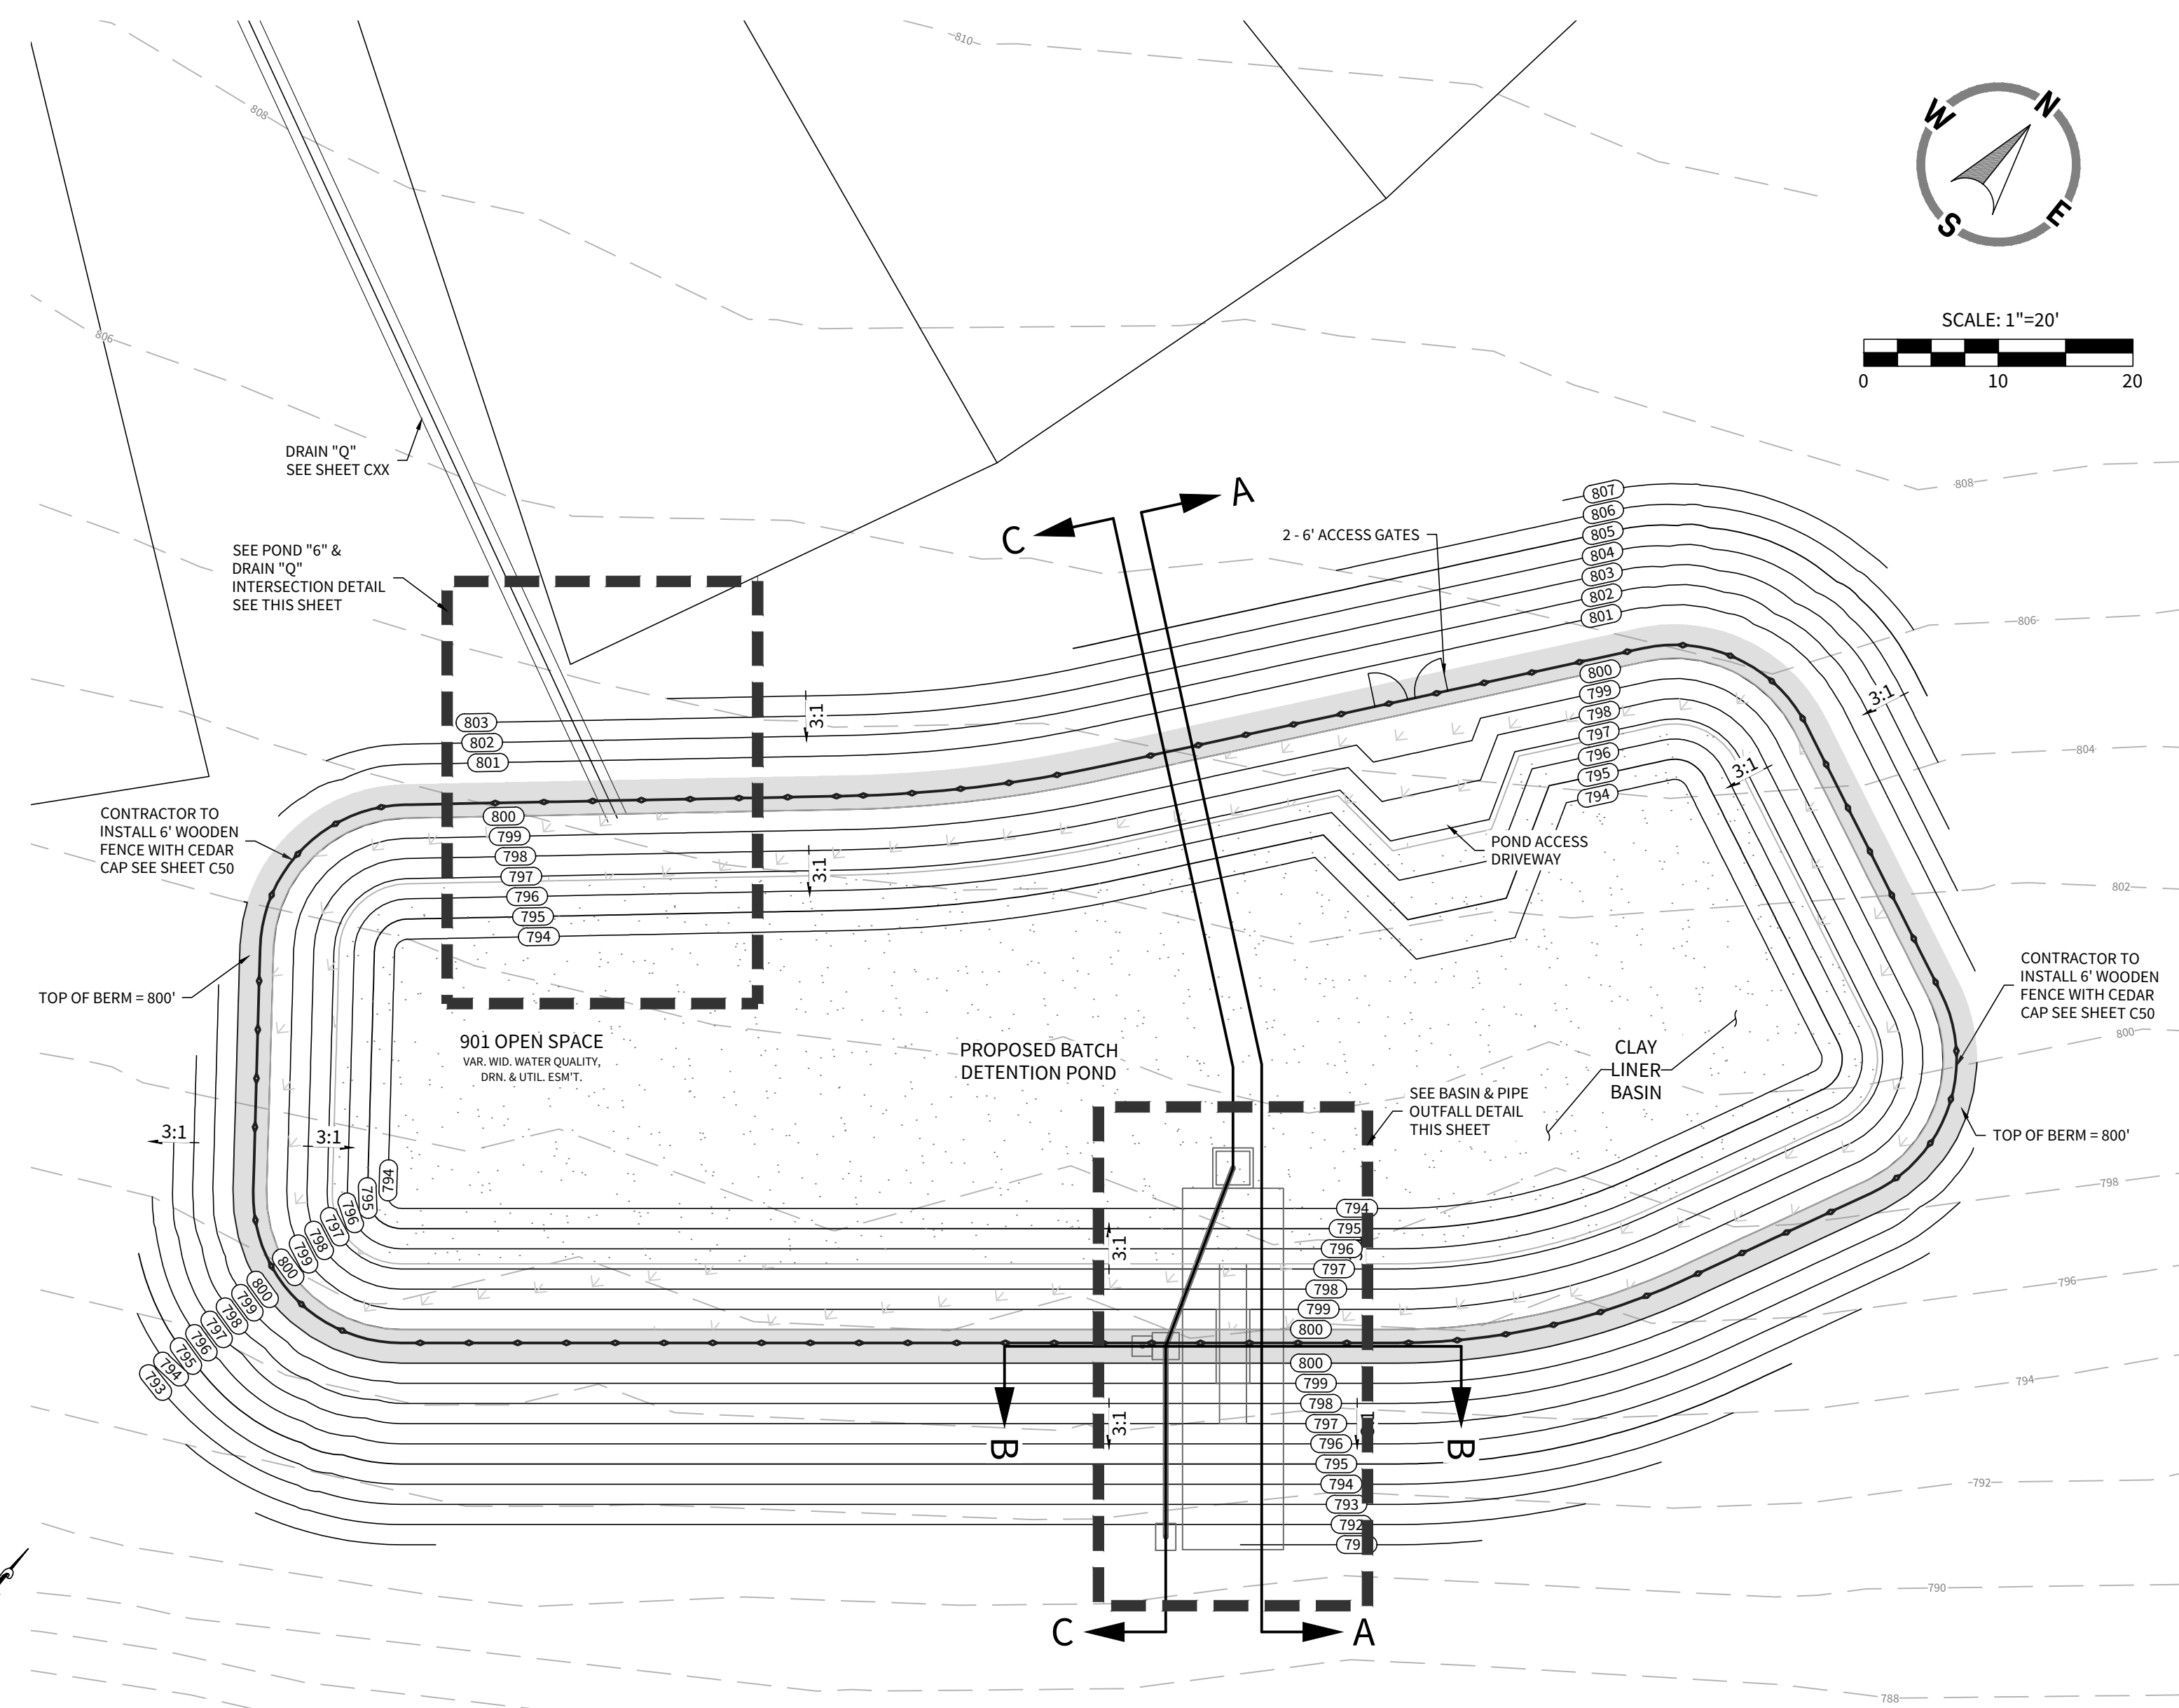 810
808
N
W
E
S
SCALE: 1"=20'
0 10 20
806
DRAIN "Q"
SEE SHEET CXX
808
C
A
2 - 6' ACCESS GATES
807
806
805
804
803
802
801
SEE POND "6" &
DRAIN "Q"
INTERSECTION DETAIL
SEE THIS SHEET
806
3:1
3:1
804
803
802
801
800
799
798
797
796
795
794
3:1
CONTRACTOR TO
INSTALL 6' WOODEN
FENCE WITH CEDAR
CAP SEE SHEET C50
800
799
798
797
796
795
794
3:1
POND ACCESS
DRIVEWAY
802
TOP OF BERM = 800'
CONTRACTOR TO
INSTALL 6' WOODEN
FENCE WITH CEDAR
CAP SEE SHEET C50
800
901 OPEN SPACE
VAR. WID. WATER QUALITY,
DRN. & UTIL. ESM'T.
PROPOSED BATCH
DETENTION POND
CLAY
LINER
BASIN
SEE BASIN & PIPE
OUTFALL DETAIL
THIS SHEET
TOP OF BERM = 800'
3:1
3:1
798
794
795
796
797
798
799
800
800
799
798
797
796
795
794
793
794
795
796
797
798
799
800
3:1
796
800
799
798
797
796
795
794
793
792
3:1
794
B
B
792
790
C
A
788